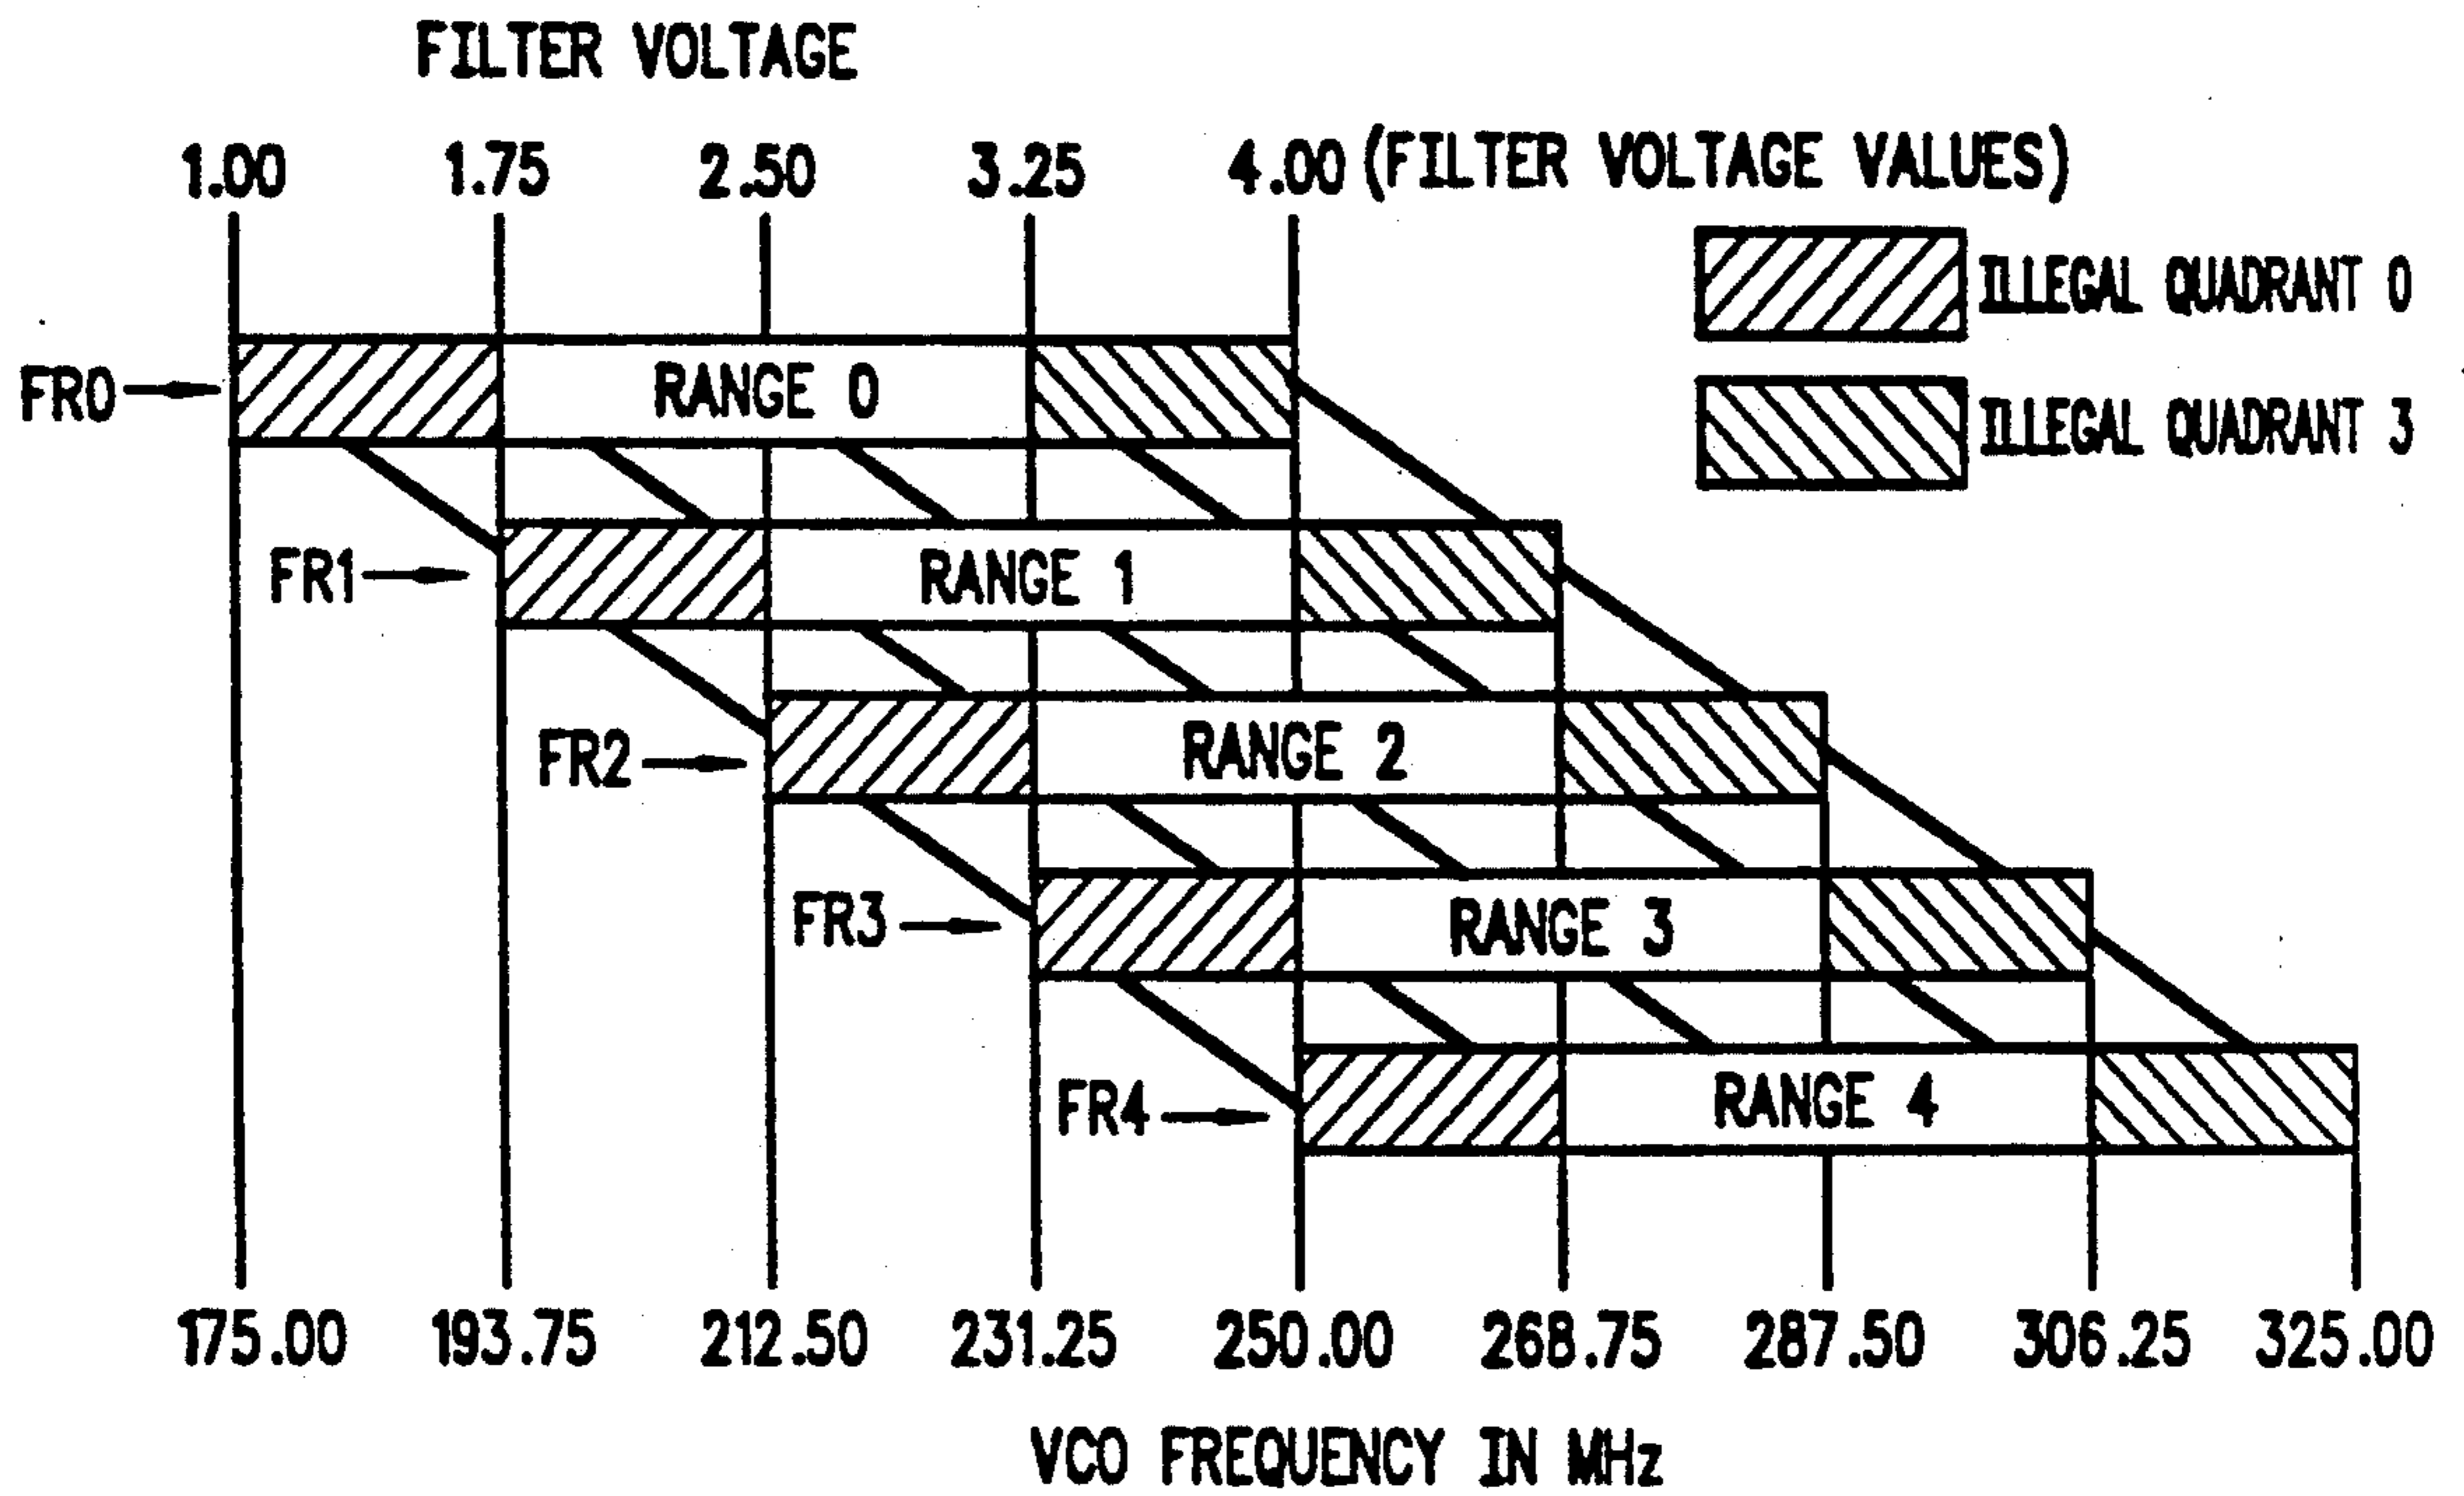 FILTER VOLTAGE
1.00 1.75 2.50 3.25 4.00 (FILTER VOLTAGE VALUES)
ILLEGAL QUADRANT 0
FR0 RANGE 0
ILLEGAL QUADRANT 3
FR1 RANGE 1
FR2 RANGE 2
FR3 RANGE 3
FR4 RANGE 4
175.00 193.75 212.50 231.25 250.00 268.75 287.50 306.25 325.00
VCO FREQUENCY IN MHz